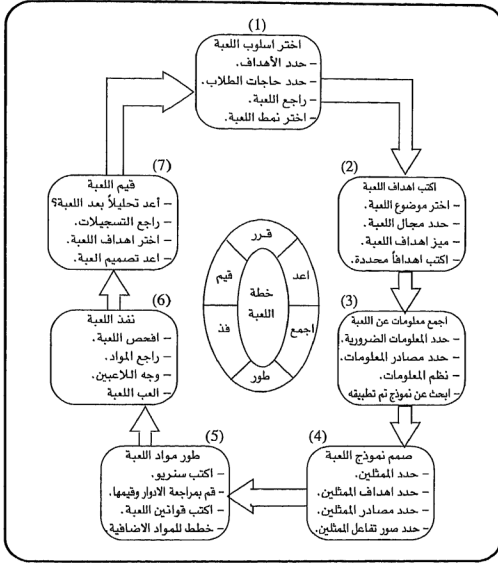 (1)
اختر اسلوب اللعبة
– حدد الأهداف.
– حدد حاجات الطلاب.
– راجع اللعبة.
– اختر نمط اللعبة.
(2)
اكتب اهداف اللعبة
– اختر موضوع اللعبة.
– حدد مجال اللعبة.
– ميز اهداف اللعبة.
– اكتب اهدافاً محددة.
(3)
اجمع معلومات عن اللعبة
– حدد المعلومات الضرورية.
– حدد مصادر المعلومات.
– نظم المعلومات.
– ابحث عن نموذج تم تطبيقه
(4)
صمم نموذج اللعبة
– حدد الممثلين.
– حدد اهداف الممثلين.
– حدد مصادر الممثلين.
– حدد صور تفاعل الممثلين.
(5)
طور مواد اللعبة
– اكتب سنريو.
– قم بمراجعة الادوار وقيمها.
– اكتب قوانين اللعبة.
– خطط للمواد الاضافية
(6)
نفذ اللعبة
– افحص اللعبة.
– راجع المواد.
– وجه اللاعبين.
– العب اللعبة
(7)
قيم اللعبة
– أعد تحليلاً بعد اللعبة؟
– راجع التسجيلات.
– اختر اهداف اللعبة.
– اعد تصميم العبة
خطة
اللعبة
قرر
اعد
اجمع
طور
فذ
قيم